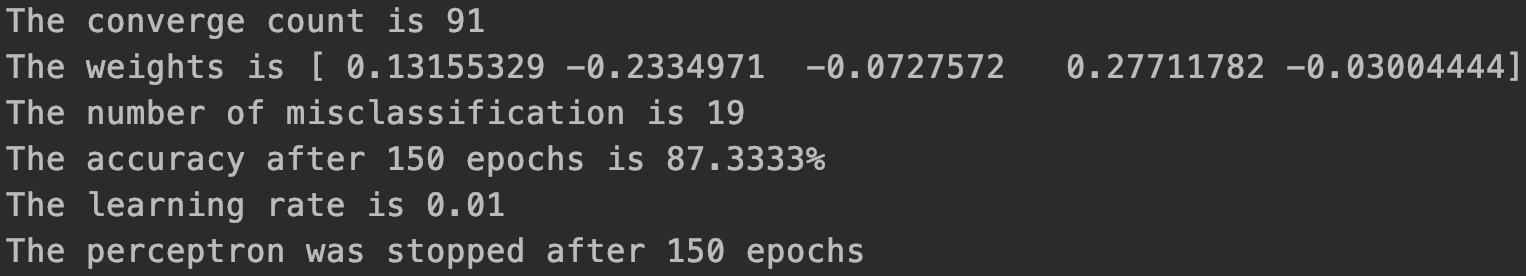 The converge count is 91
The weights is [ 0.13155329 -0.2334971  -0.0727572   0.27711782 -0.03004444]
The number of misclassification is 19
The accuracy after 150 epochs is 87.3333%
The learning rate is 0.01
The perceptron was stopped after 150 epochs